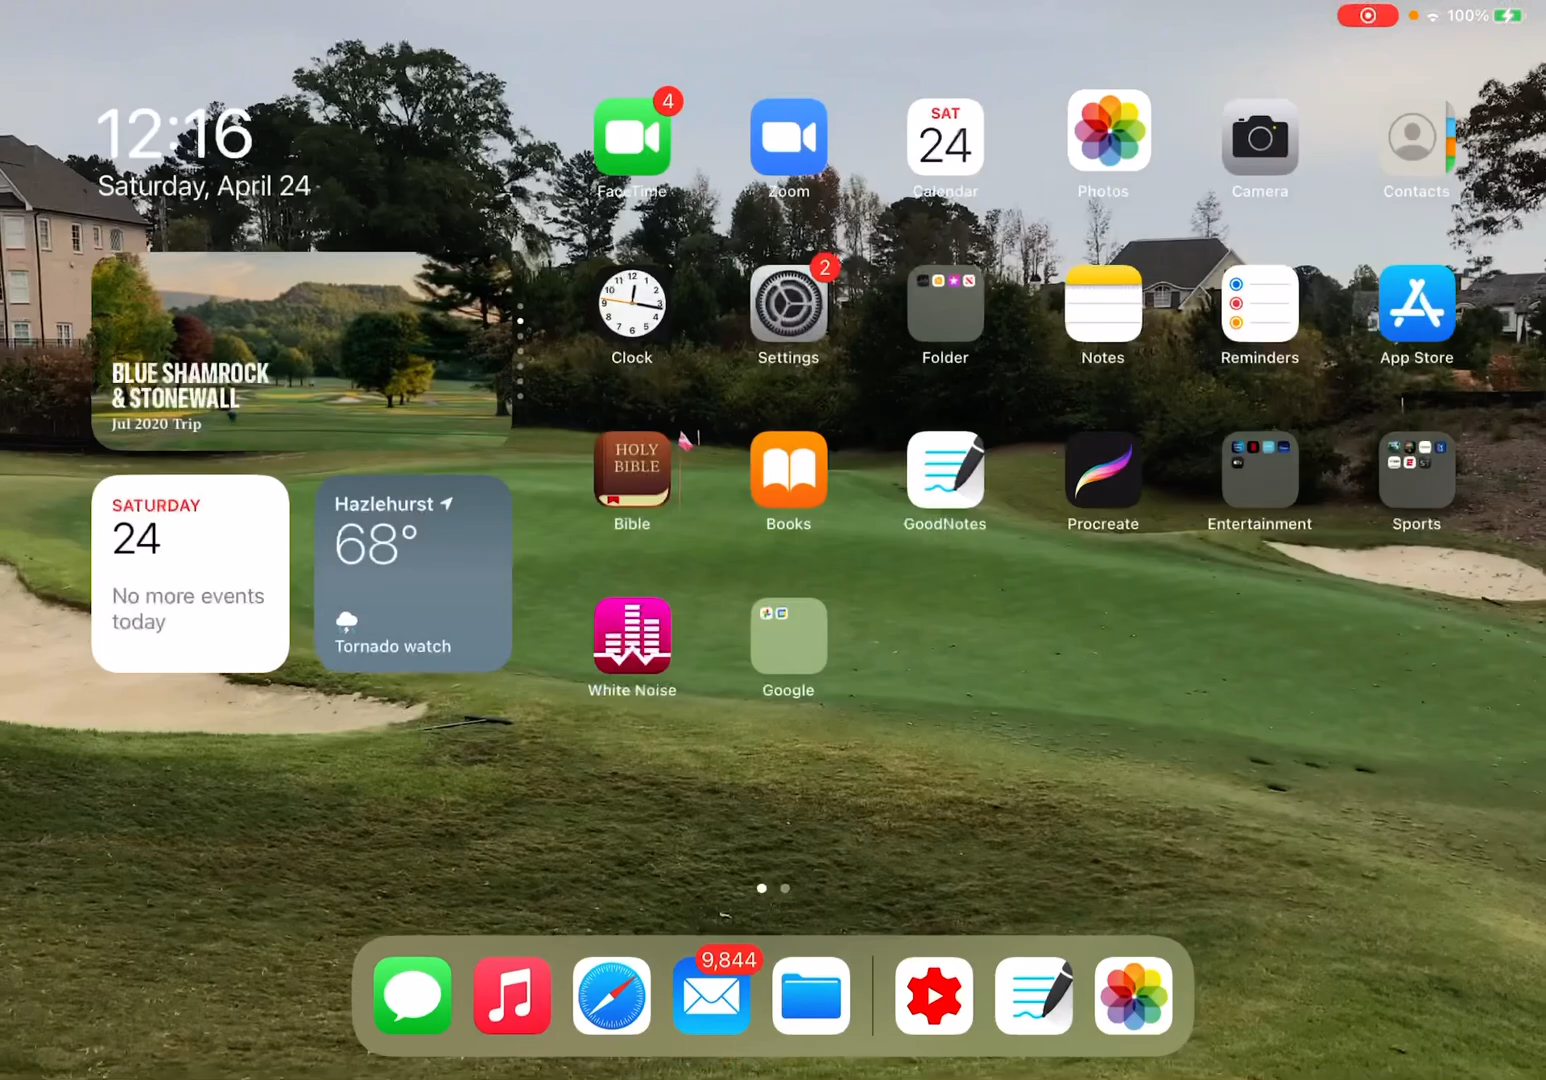 100%
12:16
Saturday, April 24
BLUE SHAMROCK
& STONEWALL
Jul 2020 Trip
SATURDAY
24
No more events
today
Hazlehurst
68°
Tornado watch
4
SAT
24
FaceTime
Zoom
Calendar
Photos
Camera
Contacts
2
Clock
Settings
Folder
Notes
Reminders
App Store
HOLY
BIBLE
Bible
Books
GoodNotes
Procreate
Entertainment
Sports
White Noise
Google
9,844